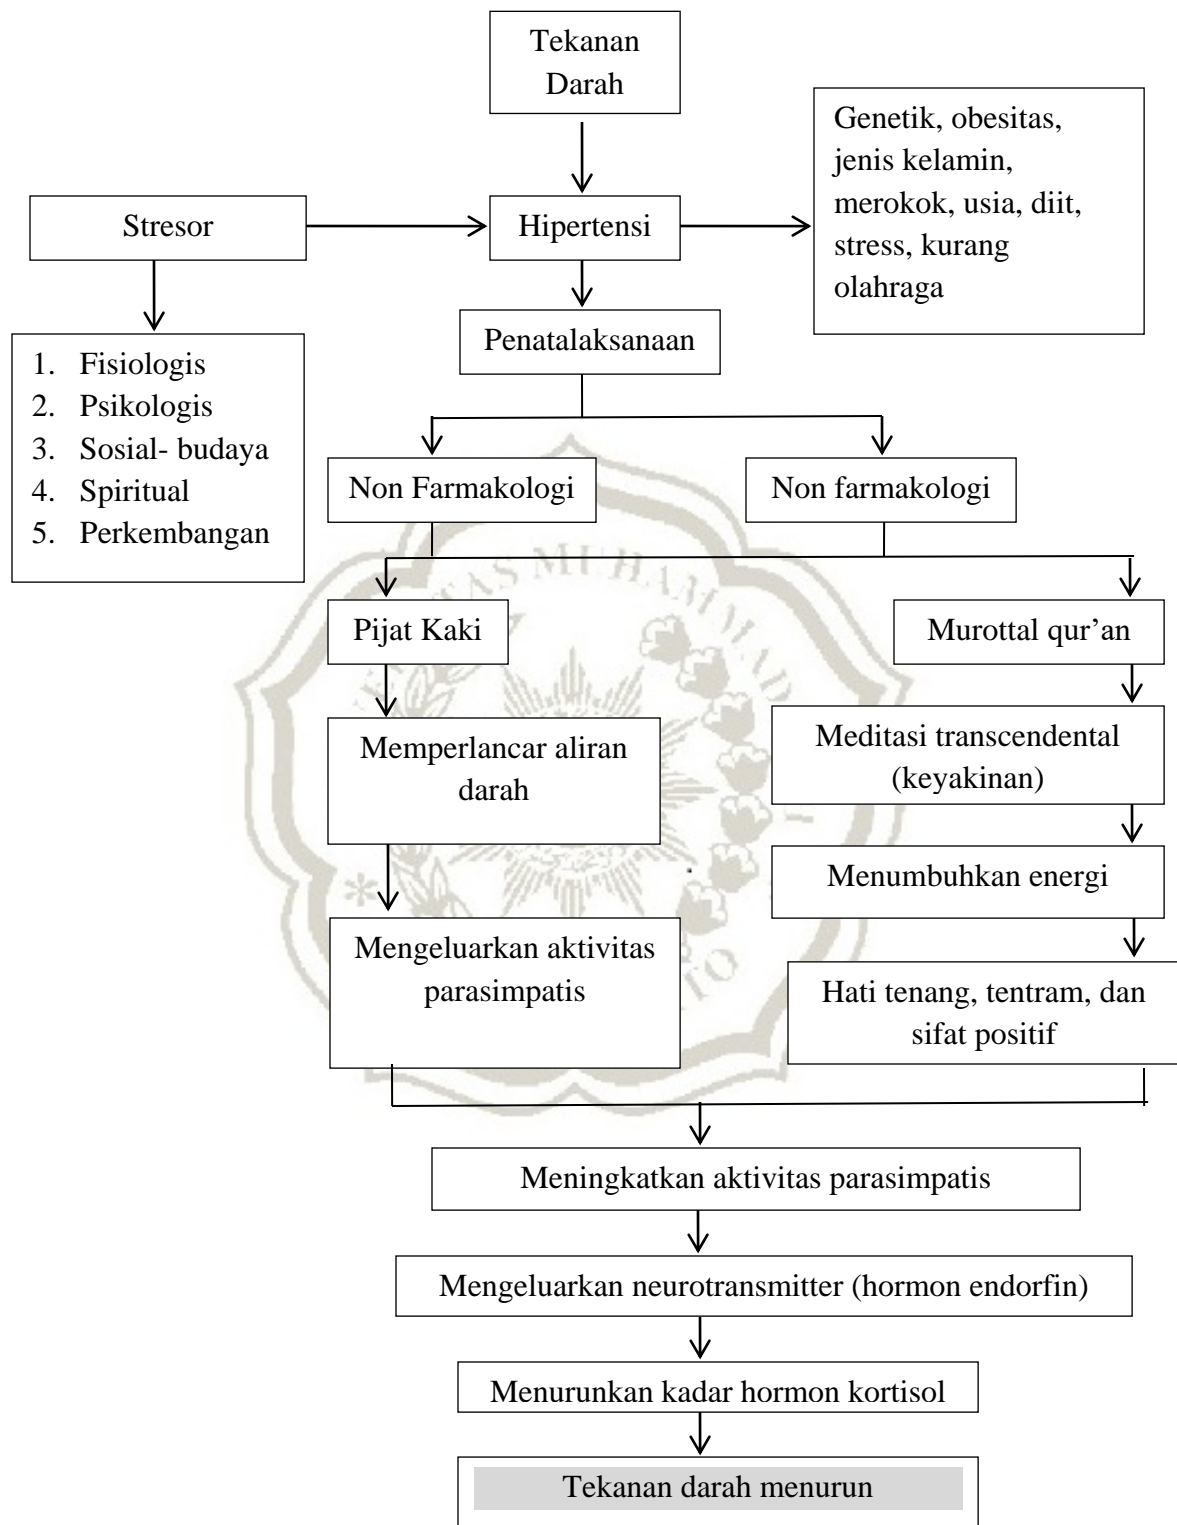 Tekanan
Darah
Genetik, obesitas,
jenis kelamin,
merokok, usia, diit,
stress, kurang
olahraga
Stresor
Hipertensi
Penatalaksanaan
1. Fisiologis
2. Psikologis
3. Sosial- budaya
4. Spiritual
5. Perkembangan
Non Farmakologi
Non farmakologi
Pijat Kaki
Murottal qur’an
Memperlancar aliran
darah
Meditasi transcendental
(keyakinan)
Menumbuhkan energi
Mengeluarkan aktivitas
parasimpatis
Hati tenang, tentram, dan
sifat positif
Meningkatkan aktivitas parasimpatis
Mengeluarkan neurotransmitter (hormon endorfin)
Menurunkan kadar hormon kortisol
Tekanan darah menurun